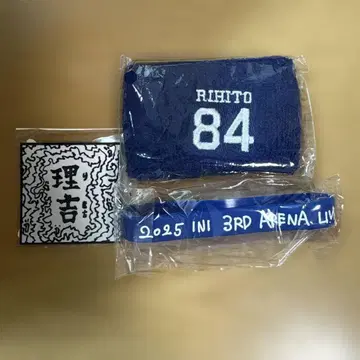 RIHITO
84
理吉
2025 INI 3RD ARENA LIV